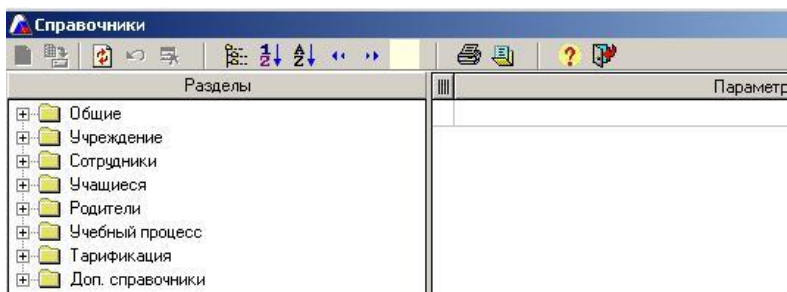 Справочники
Разделы
Параметр
Общие
Учреждение
Сотрудники
Учащиеся
Родители
Учебный процесс
Тарификация
Доп. справочники